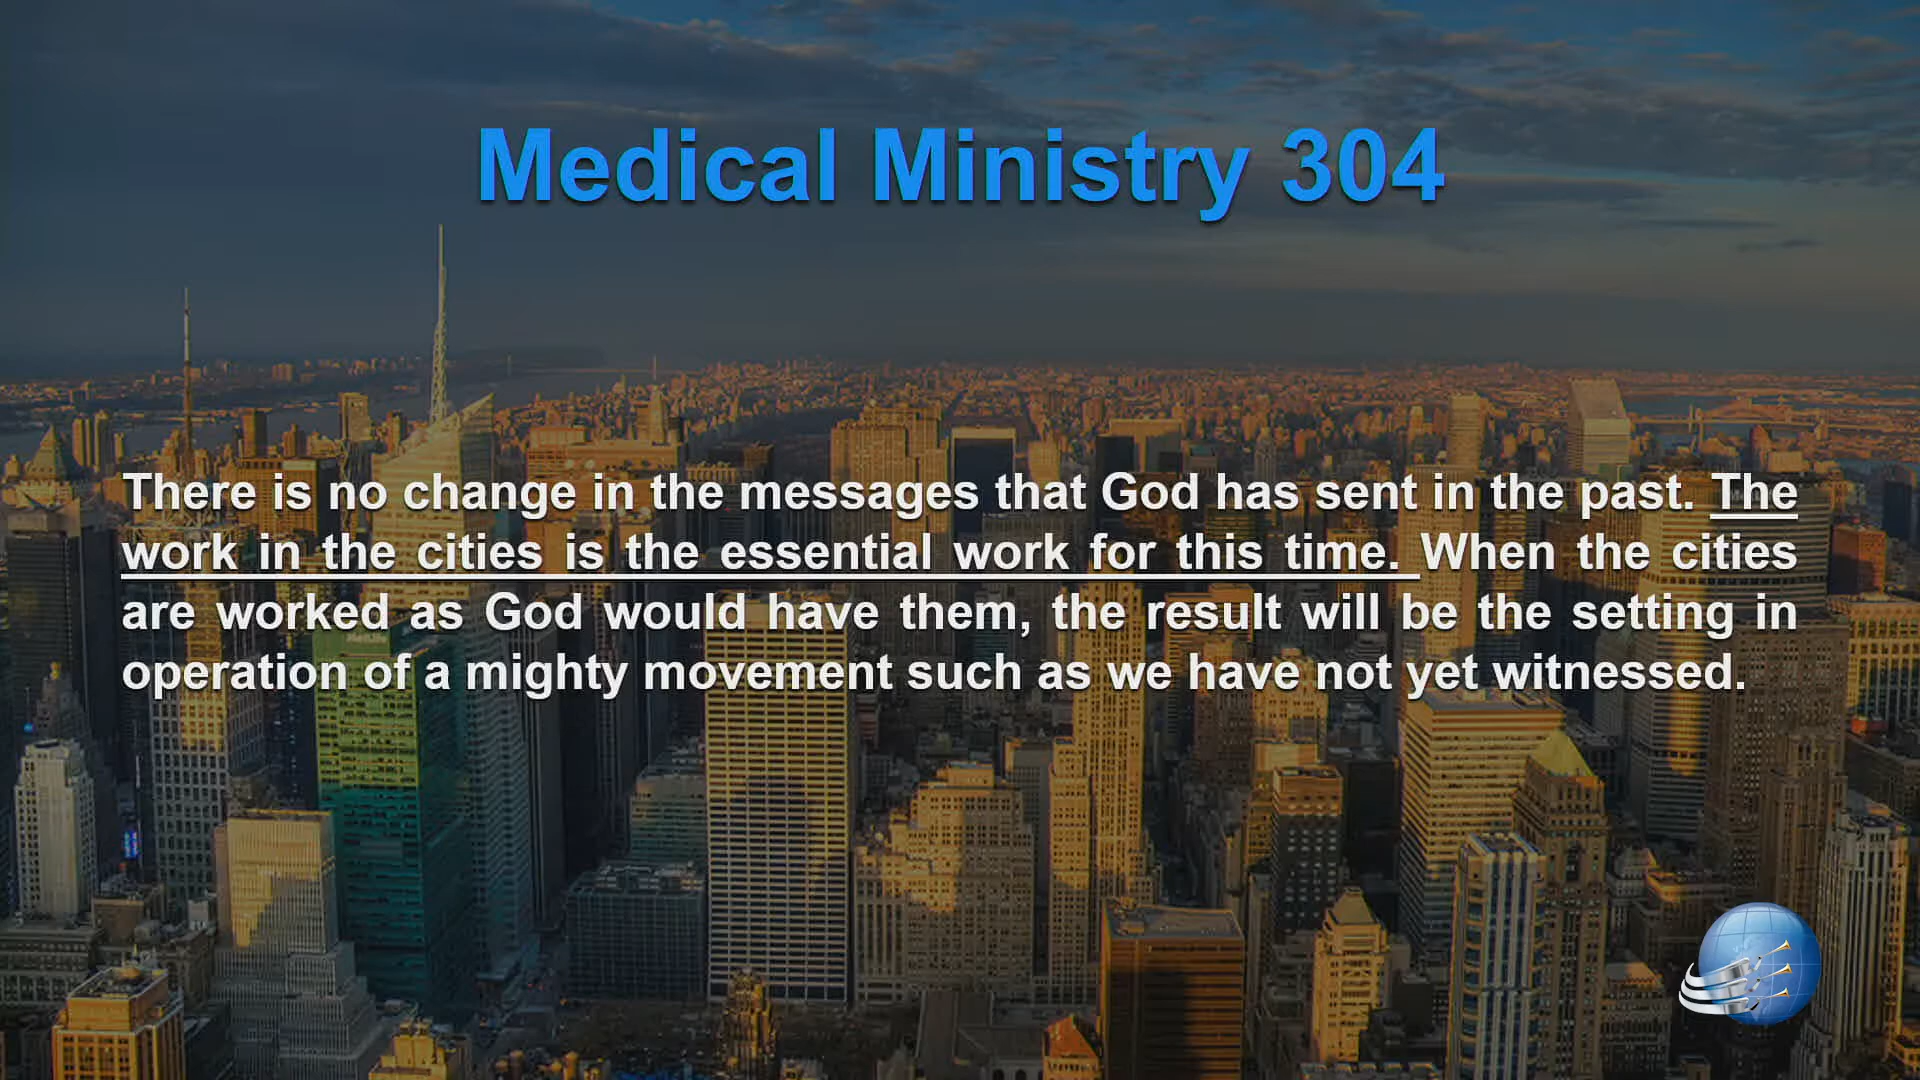 Medical Ministry 304
There is no change in the messages that God has sent in the past. The
work in the cities is the essential work for this time. When the cities
are worked as God would have them, the result will be the setting in
operation of a mighty movement such as we have not yet witnessed.